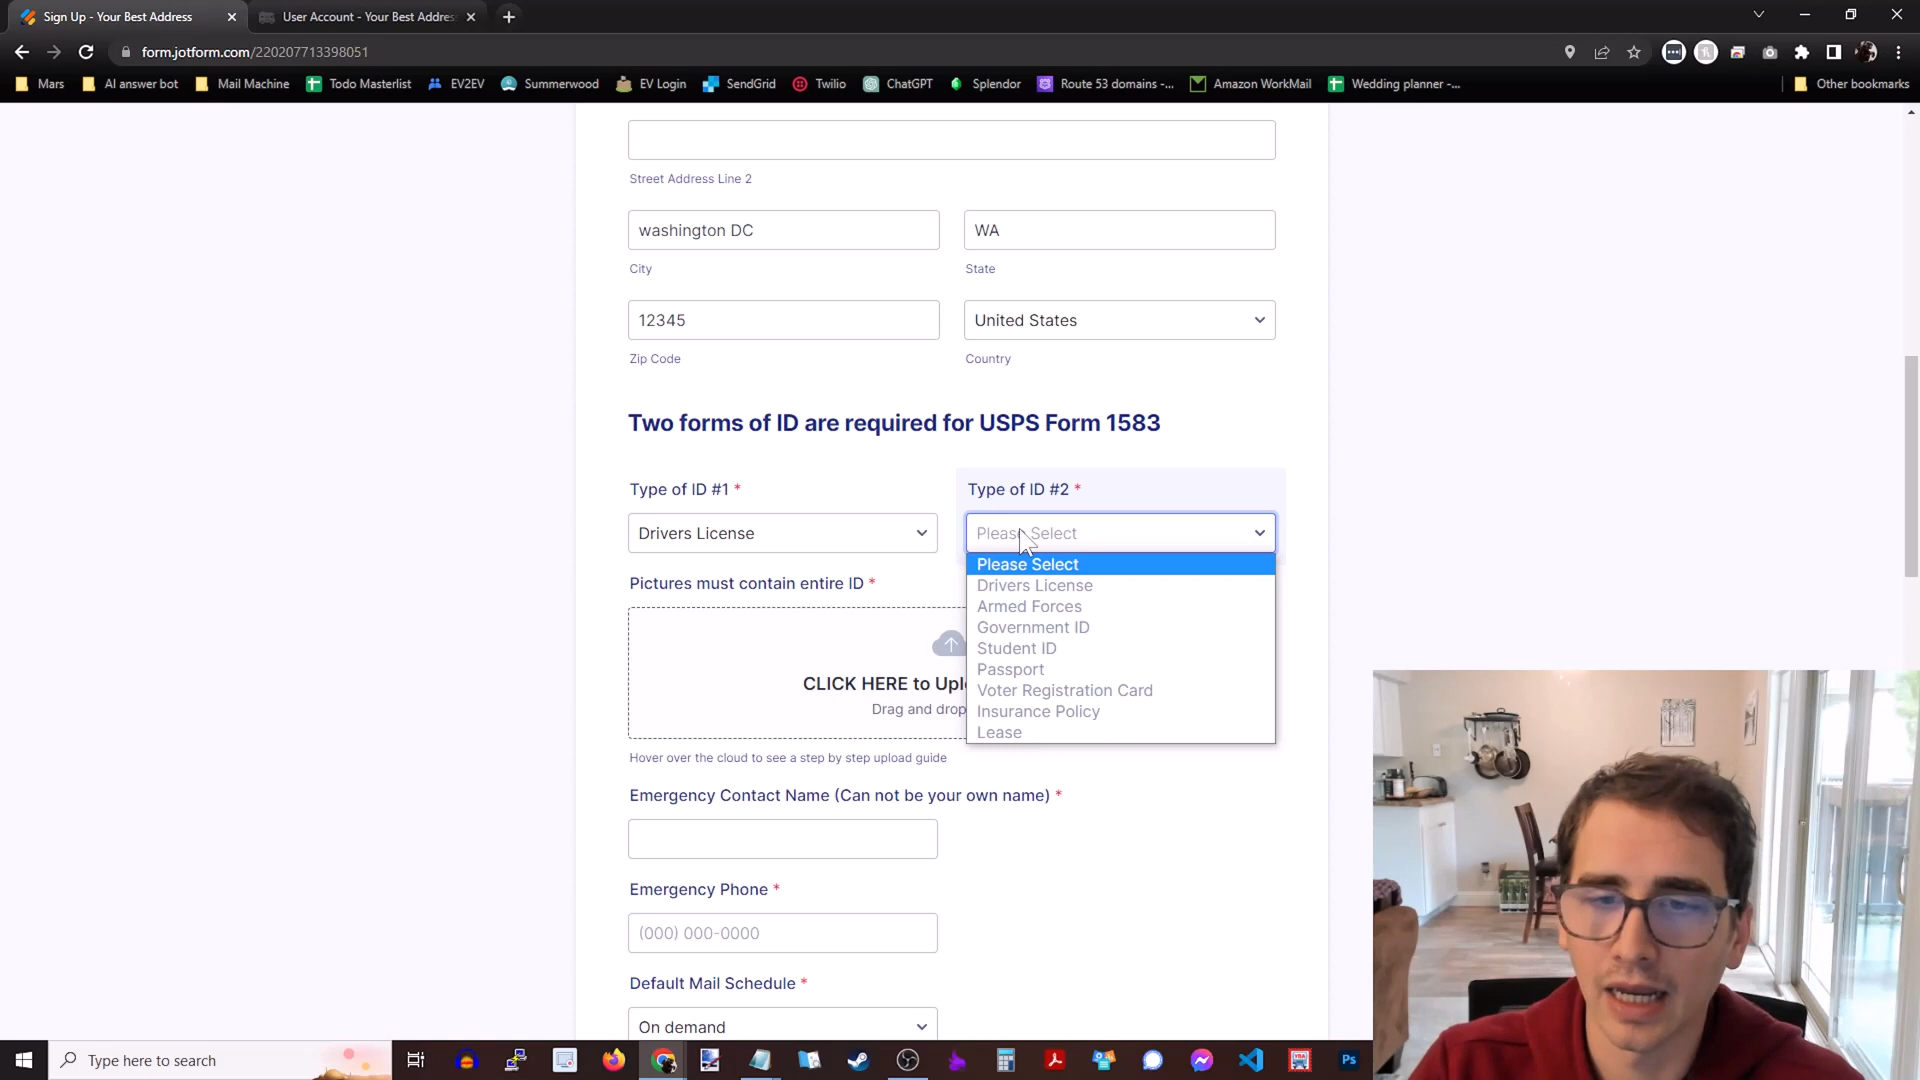 Sign Up - Your Best Address
User Account - Your Best Address
form.jotform.com/220207713398051
Mars
AI answer bot
Mail Machine
Todo Masterlist
EV2EV
Summerwood
EV Login
SendGrid
Twilio
ChatGPT
Splendor
Route 53 domains -...
Amazon WorkMail
Wedding planner -...
Other bookmarks
Street Address Line 2
washington DC
WA
City
State
12345
United States
Zip Code
Country
Two forms of ID are required for USPS Form 1583
Type of ID #1 *
Type of ID #2 *
Drivers License
Please Select
Please Select
Drivers License
Armed Forces
Government ID
Student ID
Passport
Voter Registration Card
Insurance Policy
Lease
Pictures must contain entire ID *
CLICK HERE to Upl
Drag and drop
Hover over the cloud to see a step by step upload guide
Emergency Contact Name (Can not be your own name) *
Emergency Phone *
(000) 000-0000
Default Mail Schedule *
On demand
Type here to search
Ps